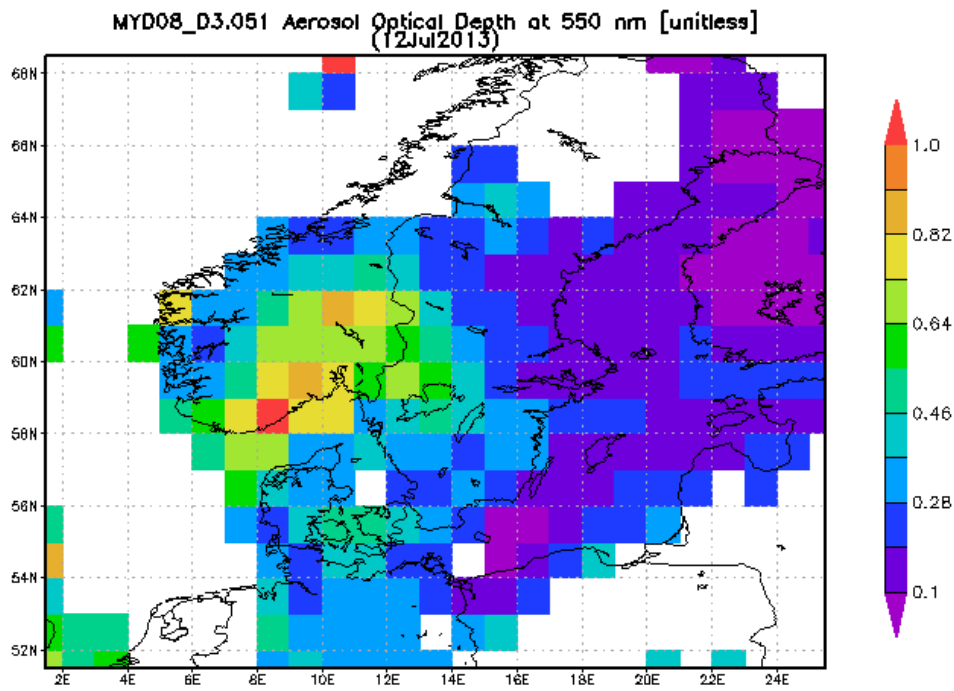 MYD08_D3.051 Aerosol Optical Depth at 550 nm [unitless]
(12Jul2013)
68N
66N
64N
62N
60N
58N
56N
54N
52N
2E 4E 6E 8E 10E 12E 14E 16E 18E 20E 22E 24E
1.0
0.82
0.64
0.46
0.28
0.1